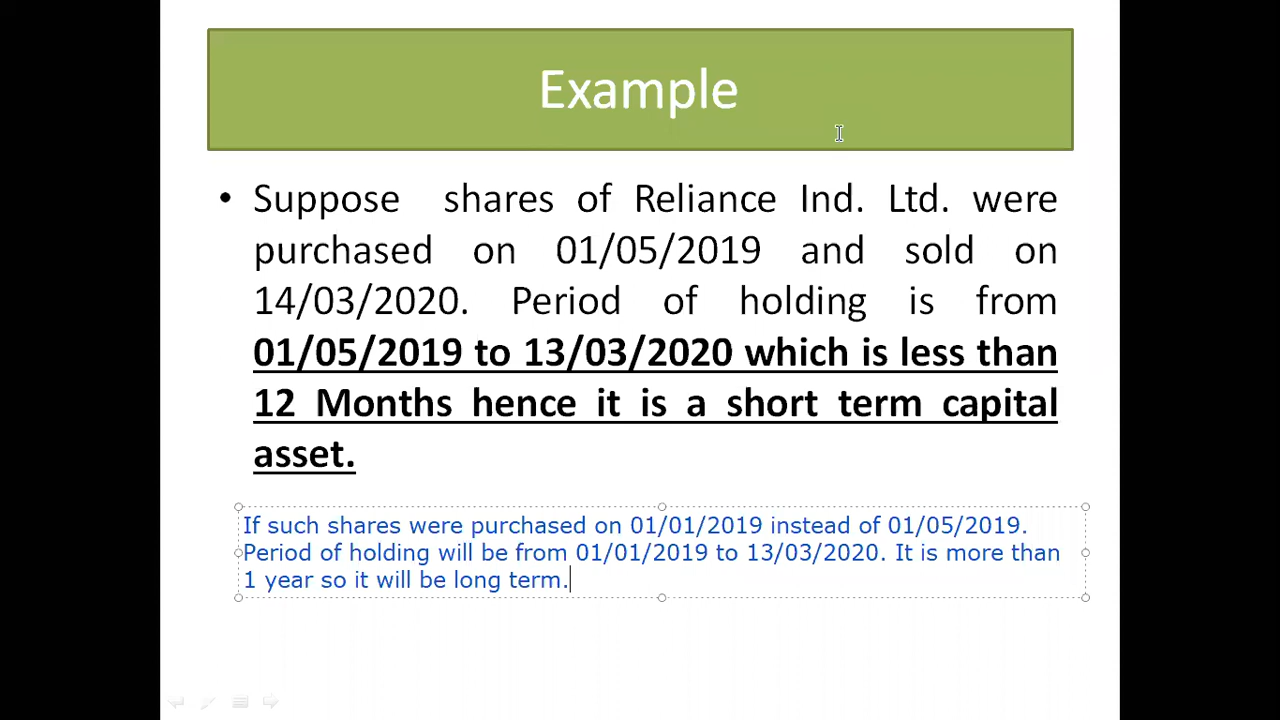 Example
• Suppose shares of Reliance Ind. Ltd. were
purchased on 01/05/2019 and sold on
14/03/2020. Period of holding is from
01/05/2019 to 13/03/2020 which is less than
12 Months hence it is a short term capital
asset.
If such shares were purchased on 01/01/2019 instead of 01/05/2019.
Period of holding will be from 01/01/2019 to 13/03/2020. It is more than
1 year so it will be long term.